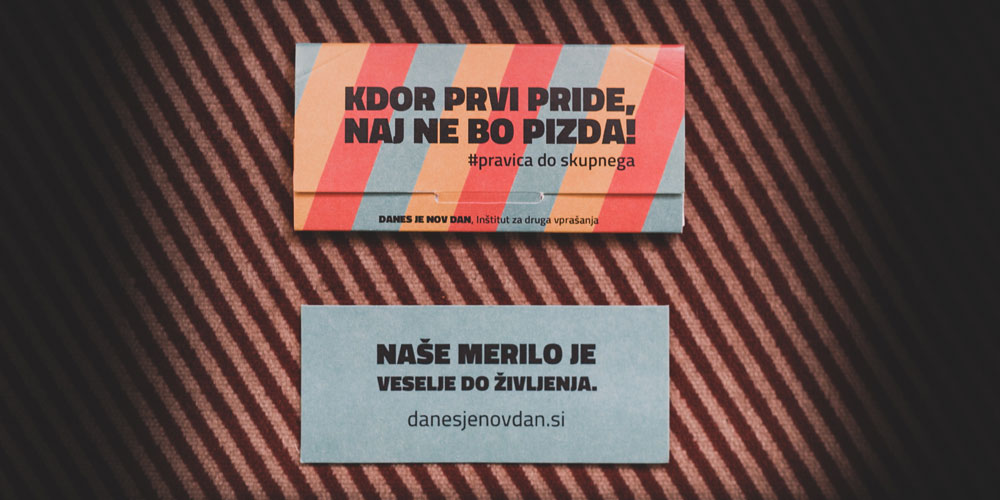 KDOR PRVI PRIDE,
NAJ NE BO PIZDA!
#pravica do skupnega
DANES JE NOV DAN, Inštitut za druga vprašanja
NAŠE MERILO JE
VESELJE DO ŽIVLJENJA.
danesjenovdan.si